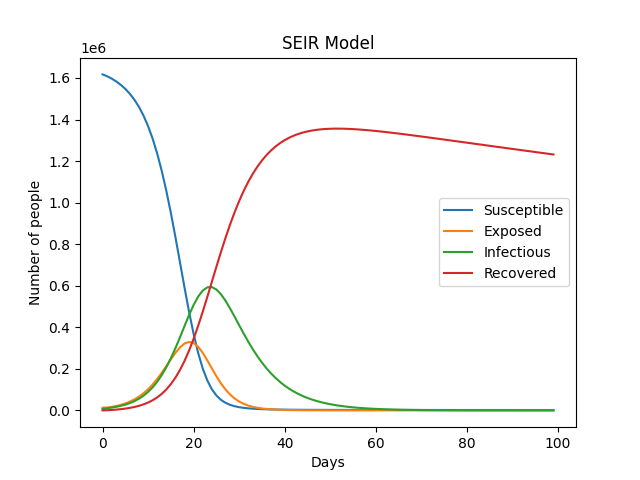 SEIR Model
1e6
1.6
1.4
1.2
1.0
0.8
0.6
0.4
0.2
0.0
Number of people
Susceptible
Exposed
Infectious
Recovered
0 20 40 60 80 100
Days